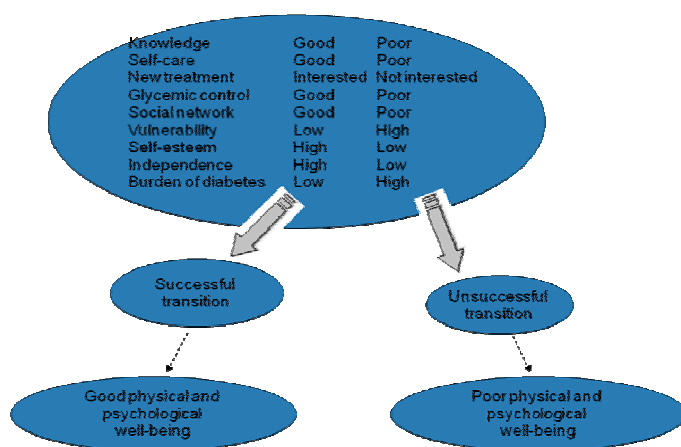 Knowledge Good Poor
Self-care Good Poor
New treatment Interested Not interested
Glycemic control Good Poor
Social network Good Poor
Vulnerability Low High
Self-esteem High Low
Independence High Low
Burden of diabetes Low High
Successful
transition
Unsuccessful
transition
Good physical and
psychological
well-being
Poor physical and
psychological
well-being